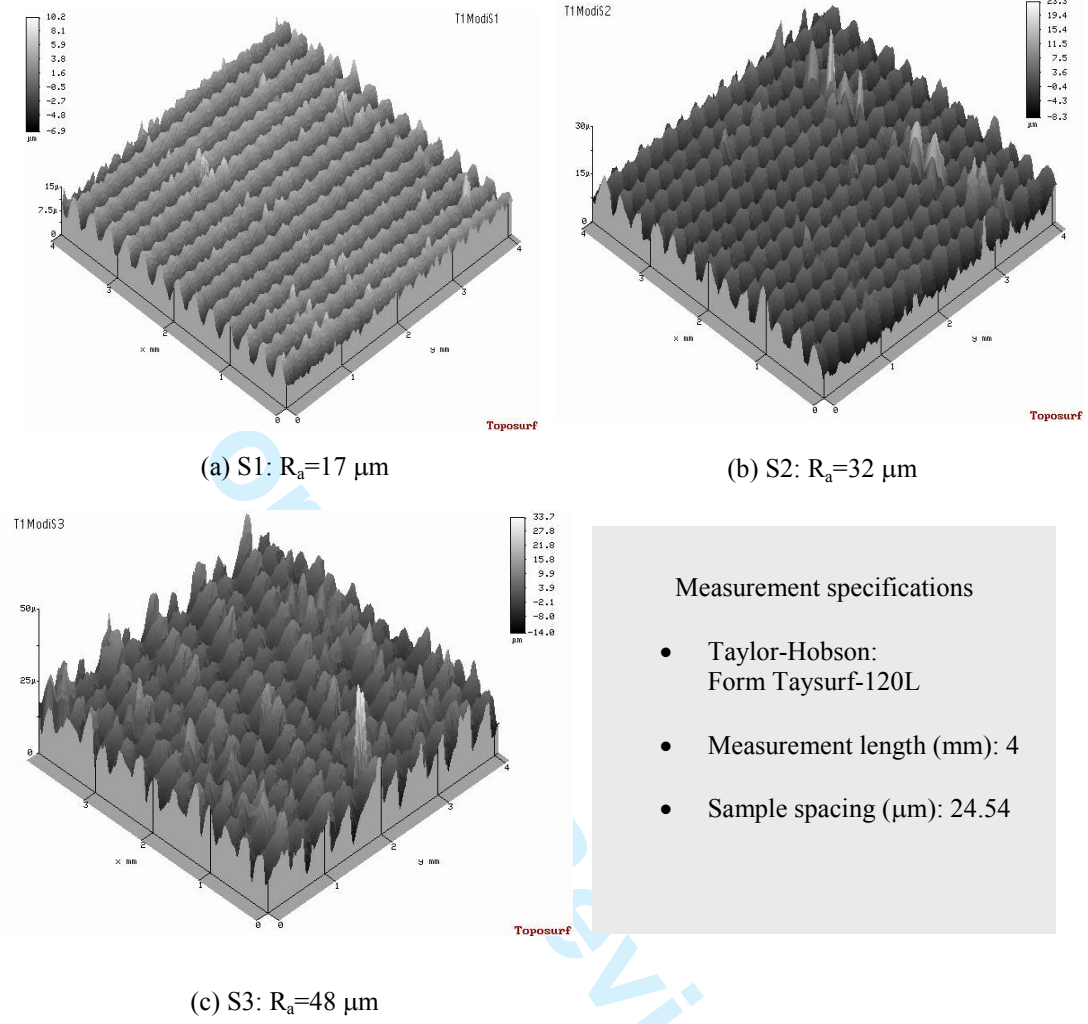 10.2
8.1
5.9
3.8
1.6
-0.5
-2.7
-4.8
-6.9
µm
T1ModiS1
15µ
7.5µ
0
4
3
2
1
0
x mm
0
1
2
3
4
y mm
Toposurf
(a) S1: Ra=17 µm
T1ModiS2
23.3
19.4
15.4
11.5
7.5
3.6
-0.4
-4.3
-8.3
µm
30µ
15µ
0
4
3
2
1
0
x mm
0
1
2
3
4
y mm
Toposurf
(b) S2: Ra=32 µm
T1ModiS3
33.7
27.8
21.8
15.8
9.9
3.9
-2.1
-8.0
-14.0
µm
50µ
25µ
0
3
2
1
0
x mm
0
1
2
3
4
y mm
Toposurf
(c) S3: Ra=48 µm
Measurement specifications
• Taylor-Hobson:
Form Taysurf-120L
• Measurement length (mm): 4
• Sample spacing (µm): 24.54